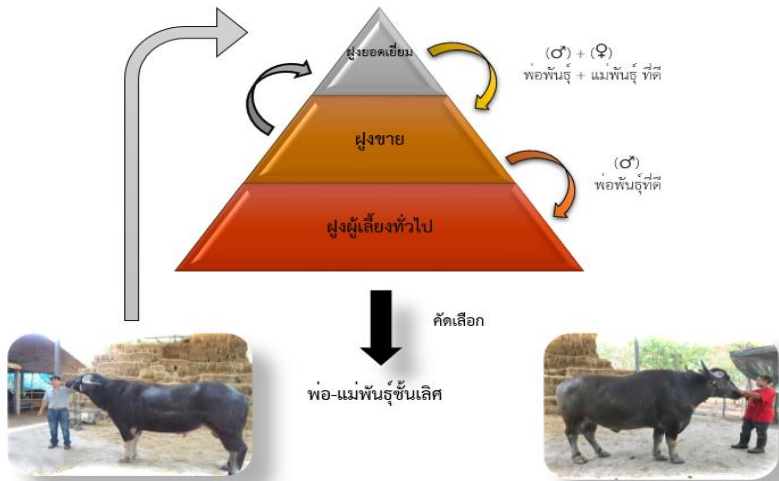 ฝูงยอดเยี่ยม
(♂) + (♀)
พ่อพันธุ์ + แม่พันธุ์ ที่ดี
ฝูงขาย
(♂)
พ่อพันธุ์ที่ดี
ฝูงผู้เลี้ยงทั่วไป
คัดเลือก
พ่อ-แม่พันธุ์ชั้นเลิศ